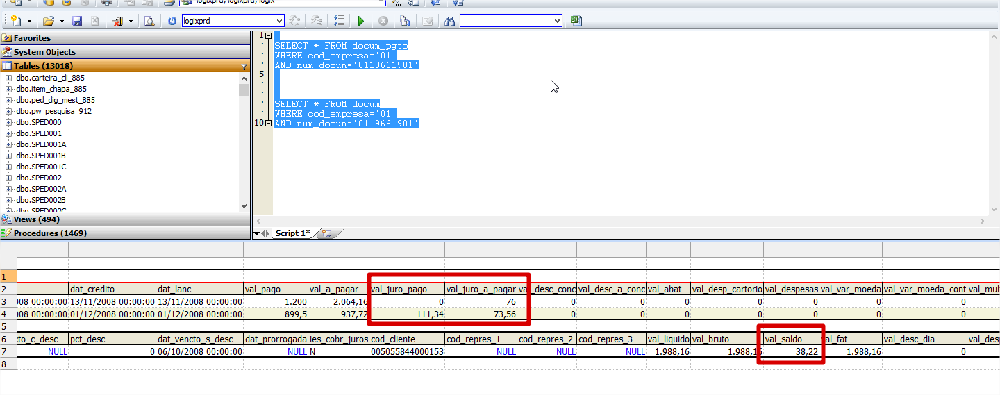 logixprd, logixprd, logix
logixprd
Favorites
System Objects
Tables (13018)
dbo.carteira_cli_885
dbo.item_chapa_885
dbo.ped_dig_mest_885
dbo.pw_pesquisa_912
dbo.SPED000
dbo.SPED001
dbo.SPED001A
dbo.SPED001B
dbo.SPED001C
dbo.SPED002
dbo.SPED002A
dbo.SPED002B
dbo.SPED002C
Views (494)
Procedures (1469)
1
SELECT * FROM docum_pgto
WHERE cod_empresa='01'
AND num_docum='0119661901'
5
SELECT * FROM docum
WHERE cod_empresa='01'
10 AND num_docum='0119661901'
Script 1*
1
2 dat_credito dat_lanc val_pago val_a_pagar val_juro_pago val_juro_a_pagar val_desc_conc val_desc_a_conc val_abat val_desp_cartorio val_despesas val_var_moeda val_var_moeda_cont val_mul
3 008 00:00:00 13/11/2008 00:00:00 13/11/2008 00:00:00 1.200 2.064,16 0 76 0 0 0 0 0 0 0
4 008 00:00:00 01/12/2008 00:00:00 01/12/2008 00:00:00 899,5 937,72 111,34 73,56 0 0 0 0 0 0 0
5
6 cto_c_desc pct_desc dat_vencto_s_desc dat_prorrogada ies_cobr_juros cod_cliente cod_repres_1 cod_repres_2 cod_repres_3 val_liquido val_bruto val_saldo val_fat val_desc_dia val_desp
7 NULL 0 06/10/2008 00:00:00 NULL N 005055844000153 NULL NULL NULL 1.988,16 1.988,16 38,22 1.988,16 0
8